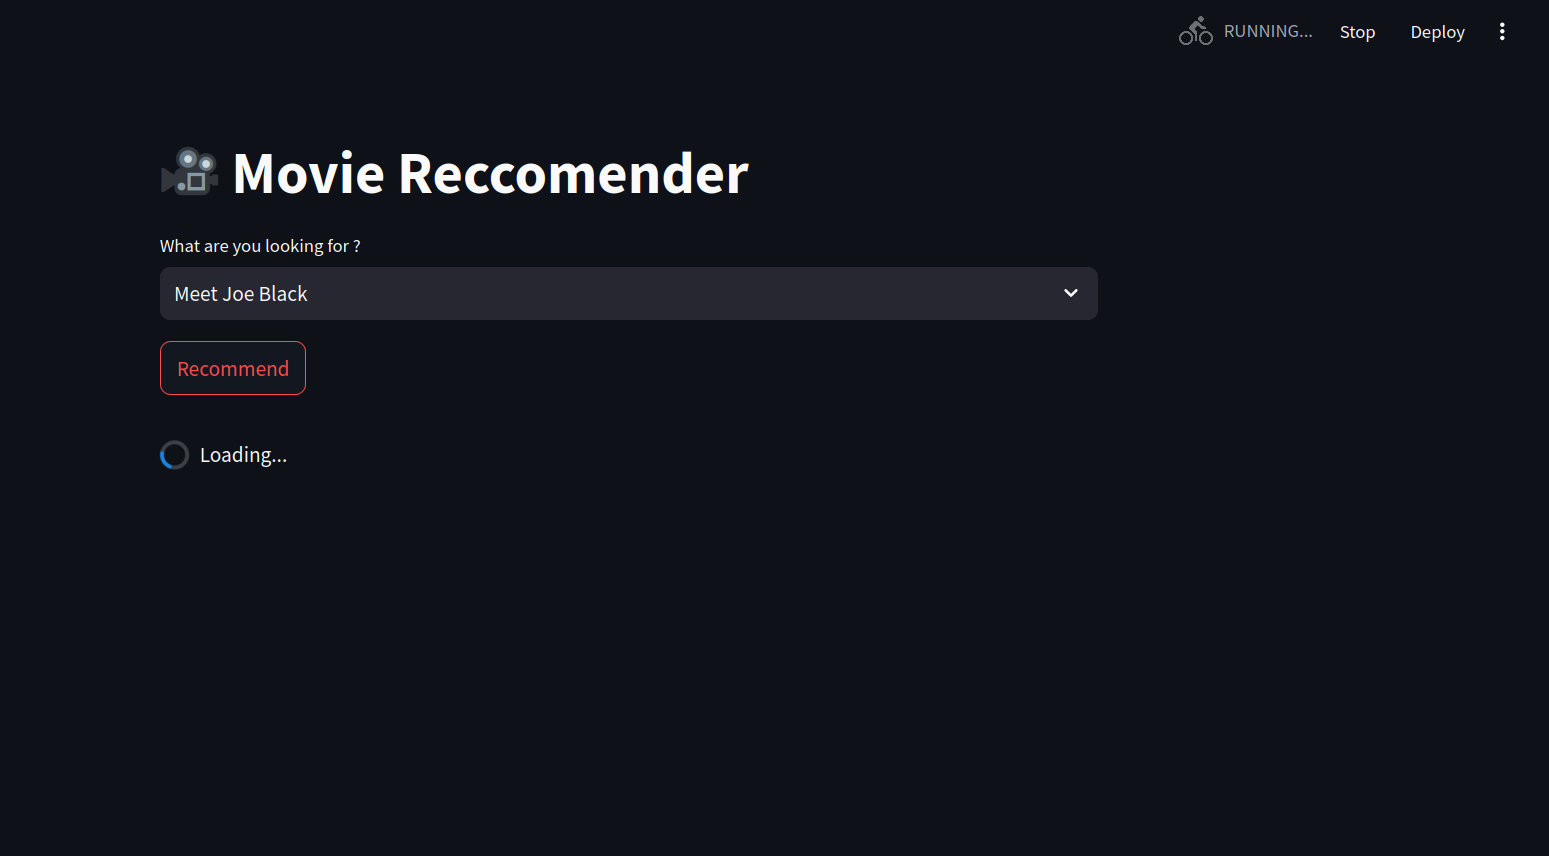 RUNNING... Stop Deploy
Movie Reccomender
What are you looking for ?
Meet Joe Black
Recommend
Loading...